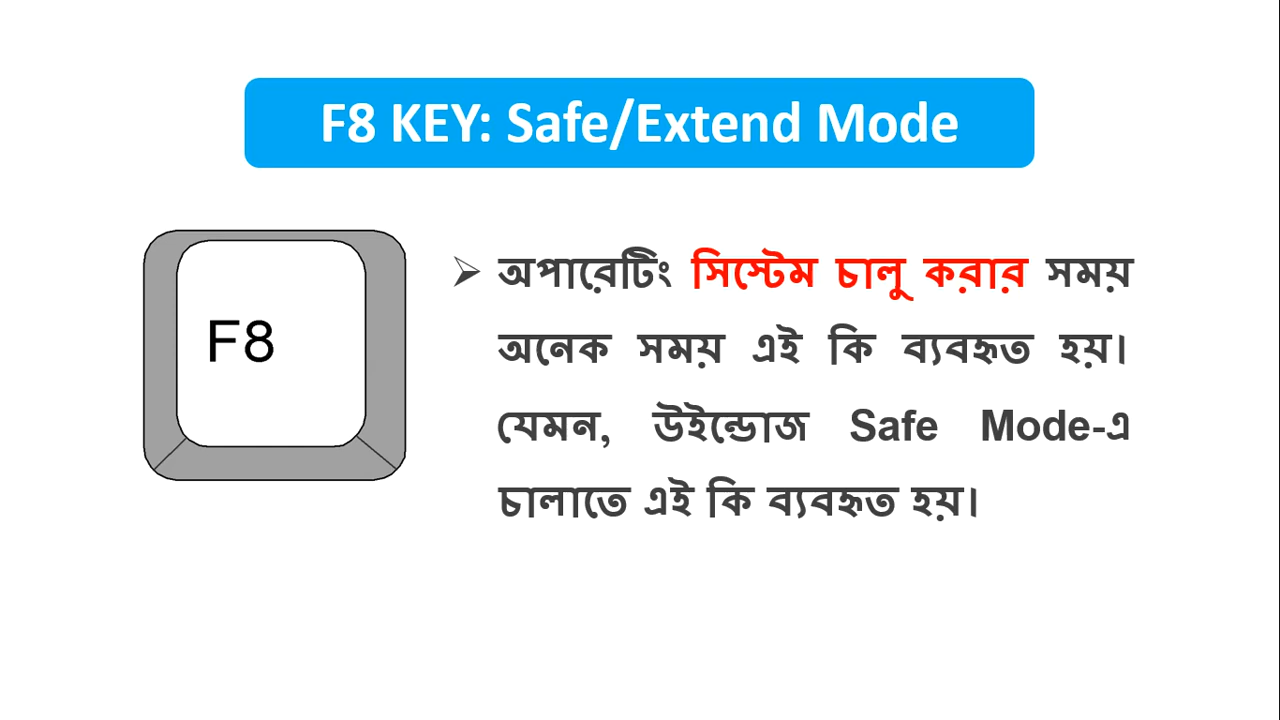 F8 KEY: Safe/Extend Mode
F8
➢ অপারেটিং সিস্টেম চালু করার সময়
অনেক সময় এই কি ব্যবহৃত হয়।
যেমন, উইন্ডোজ Safe Mode-এ
চালাতে এই কি ব্যবহৃত হয়।